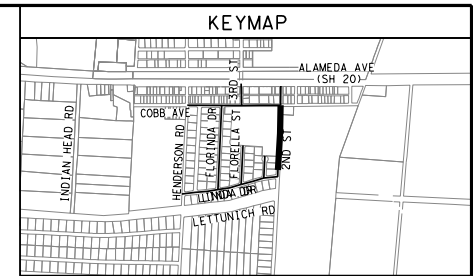 KEYMAP
ALAMEDA AVE
(SH 20)
3RD ST
COBB AVE
INDIAN HEAD RD
HENDERSON RD
FLORINDA DR
FLORELLA ST
2ND ST
DR
LETTUNICH RD